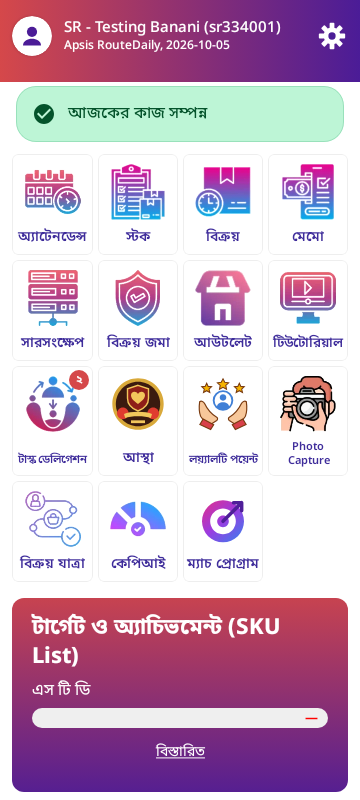 SR - Testing Banani (sr334001)
Apsis RouteDaily, 2026-10-05
আজকের কাজ সম্পন্ন
অ্যাটেনডেন্স
স্টক
বিক্রয়
মেমো
সারসংক্ষেপ
বিক্রয় জমা
আউটলেট
টিউটোরিয়াল
২
টাস্ক ডেলিগেশন
আস্থা
লয়্যালটি পয়েন্ট
Photo
Capture
বিক্রয় যাত্রা
কেপিআই
ম্যাচ প্রোগ্রাম
টার্গেট ও অ্যাচিভমেন্ট (SKU
List)
এস টি ডি
বিস্তারিত